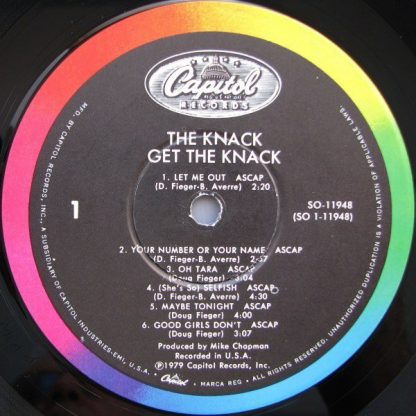 Capitol
RECORDS
THE KNACK
GET THE KNACK
1. LET ME OUT ASCAP
(D. Fieger-B. Averre) 2:20
1
SO-11948
(SO 1-11948)
2. YOUR NUMBER OR YOUR NAME ASCAP
(D. Fieger-B. Averre) 2:57
3. OH TARA ASCAP
(Doug Fieger) 3:04
4. (She's So) SELFISH ASCAP
(D. Fieger-B. Averre) 4:30
5. MAYBE TONIGHT ASCAP
(Doug Fieger) 4:00
6. GOOD GIRLS DON'T ASCAP
(Doug Fieger) 3:07
Produced by Mike Chapman
Recorded in U.S.A.
Ⓟ1979 Capitol Records, Inc.
MFD. BY CAPITOL RECORDS, INC., A SUBSIDIARY OF CAPITOL INDUSTRIES-EMI, INC., U.S.A. • Capitol • MARCA REG. • ALL RIGHTS RESERVED. UNAUTHORISED DUPLICATION IS A VIOLATION OF APPLICABLE LAWS.